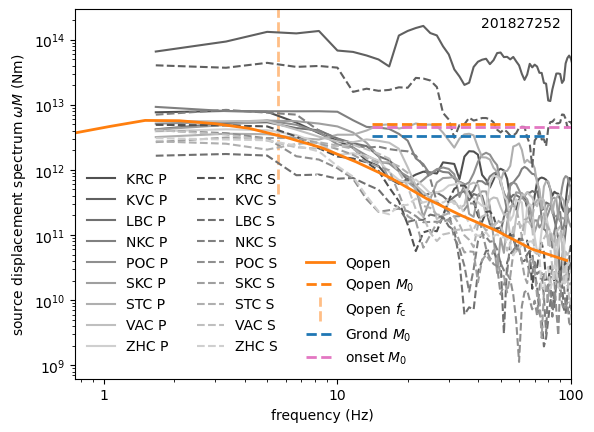 201827252
source displacement spectrum ωM (Nm)
10¹⁴
10¹³
10¹²
10¹¹
10¹⁰
10⁹
KRC P
KVC P
LBC P
NKC P
POC P
SKC P
STC P
VAC P
ZHC P
KRC S
KVC S
LBC S
NKC S
POC S
SKC S
STC S
VAC S
ZHC S
Qopen
Qopen M₀
Qopen f_c
Grond M₀
onset M₀
1 10 100
frequency (Hz)